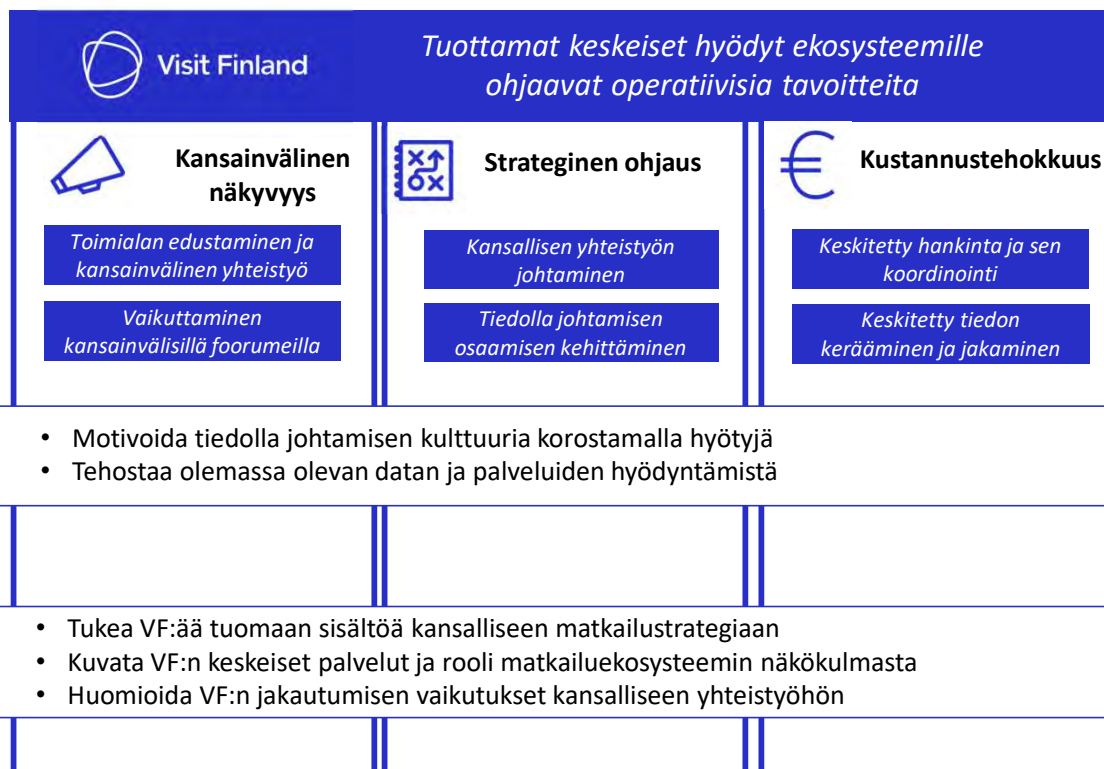 Visit Finland
Tuottamat keskeiset hyödyt ekosysteemille
ohjaavat operatiivisia tavoitteita
Kansainvälinen
näkyvyys
Toimialan edustaminen ja
kansainvälinen yhteistyö
Vaikuttaminen
kansainvälisillä foorumeilla
Strateginen ohjaus
Kansallisen yhteistyön
johtaminen
Tiedolla johtamisen
osaamisen kehittäminen
€ Kustannustehokkuus
Keskitetty hankinta ja sen
koordinointi
Keskitetty tiedon
kerääminen ja jakaminen
• Motivoida tiedolla johtamisen kulttuuria korostamalla hyötyjä
• Tehostaa olemassa olevan datan ja palveluiden hyödyntämistä
• Tukea VF:ää tuomaan sisältöä kansalliseen matkailustrategiaan
• Kuvata VF:n keskeiset palvelut ja rooli matkailuekosysteemin näkökulmasta
• Huomioida VF:n jakautumisen vaikutukset kansalliseen yhteistyöhön